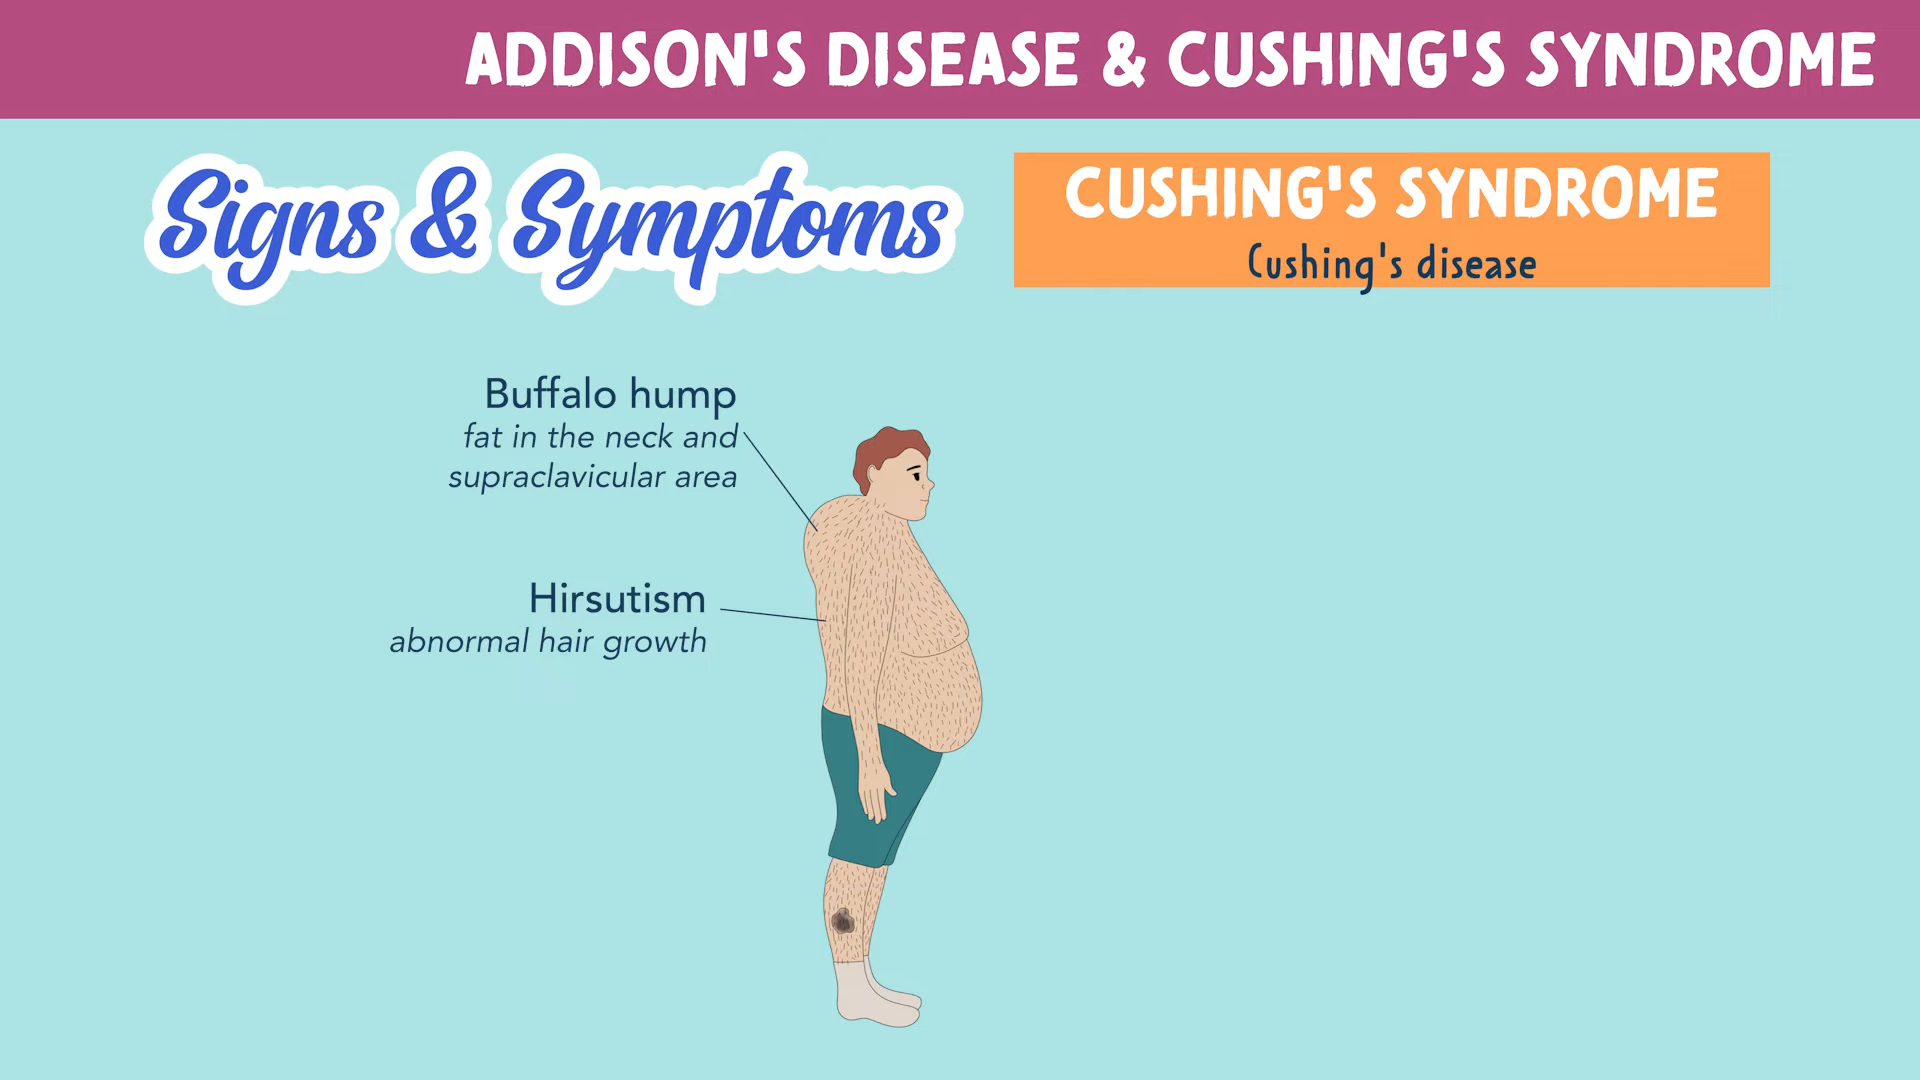 ADDISON'S DISEASE & CUSHING'S SYNDROME
Signs & Symptoms
CUSHING'S SYNDROME
Cushing's disease
Buffalo hump
fat in the neck and
supraclavicular area
Hirsutism
abnormal hair growth